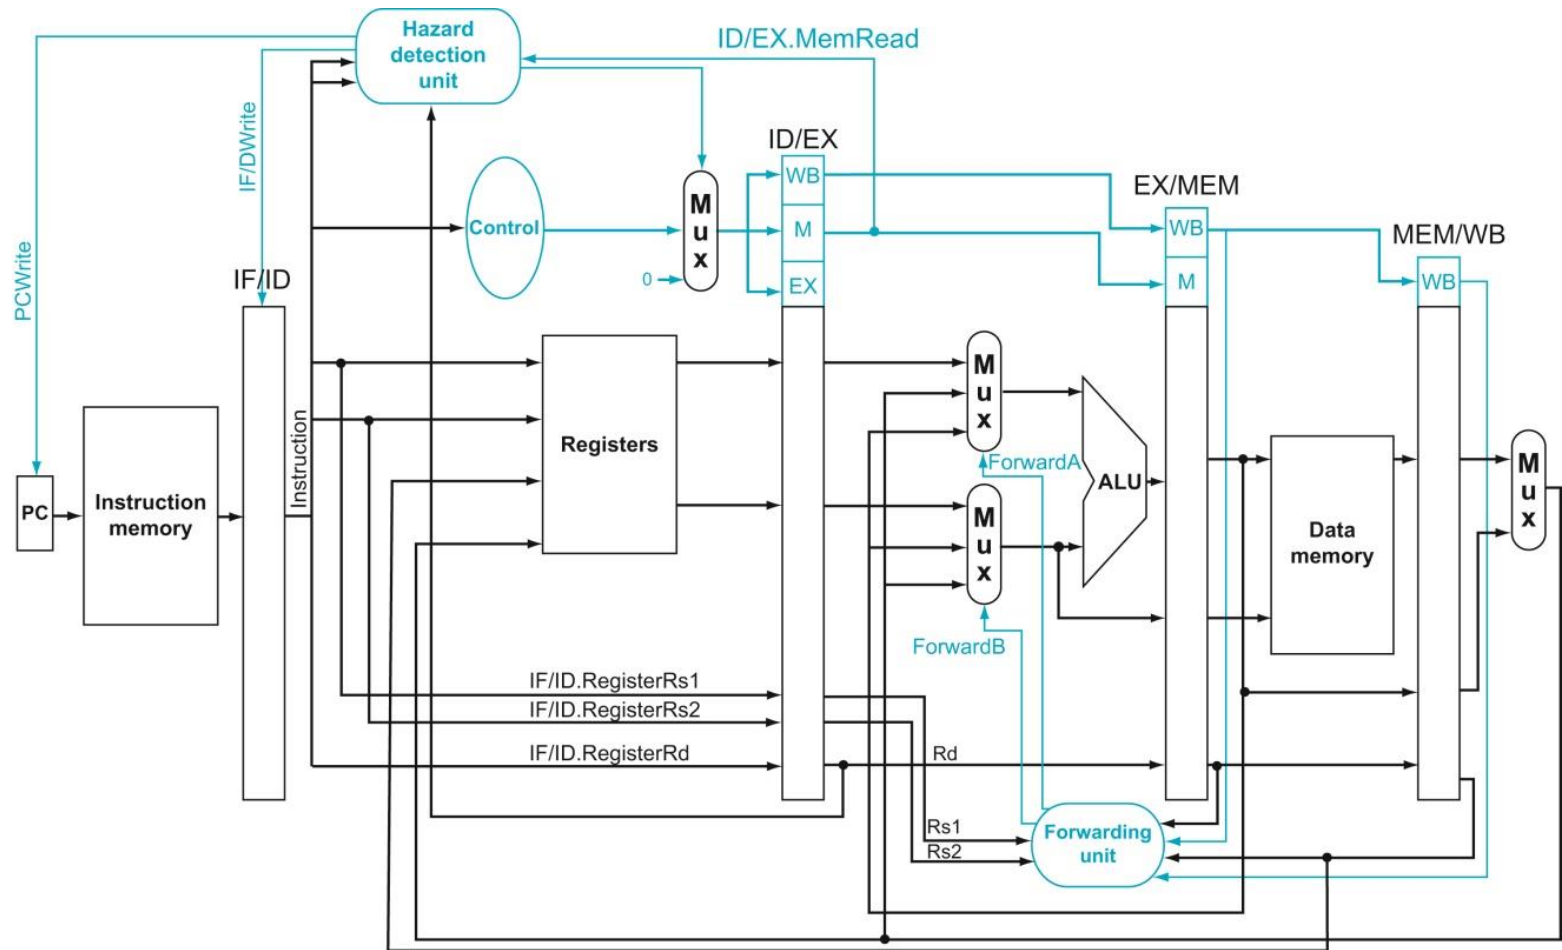 Hazard
detection
unit
ID/EX.MemRead
PCWrite
IF/DWrite
ID/EX
WB
M
EX
Control
M
u
x
0
EX/MEM
WB
M
MEM/WB
WB
IF/ID
Instruction
PC
Instruction
memory
Registers
M
u
x
ForwardA
M
u
x
ForwardB
ALU
Data
memory
M
u
x
IF/ID.RegisterRs1
IF/ID.RegisterRs2
IF/ID.RegisterRd
Rd
Rs1
Rs2
Forwarding
unit